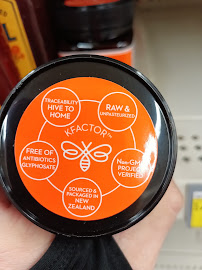 TRACEABILITY
HIVE TO
HOME
RAW &
UNPASTEURIZED
KFACTOR™
FREE OF
ANTIBIOTICS
GLYPHOSATE
Non-GMO
PROJECT
VERIFIED
SOURCED &
PACKAGED IN
NEW
ZEALAND